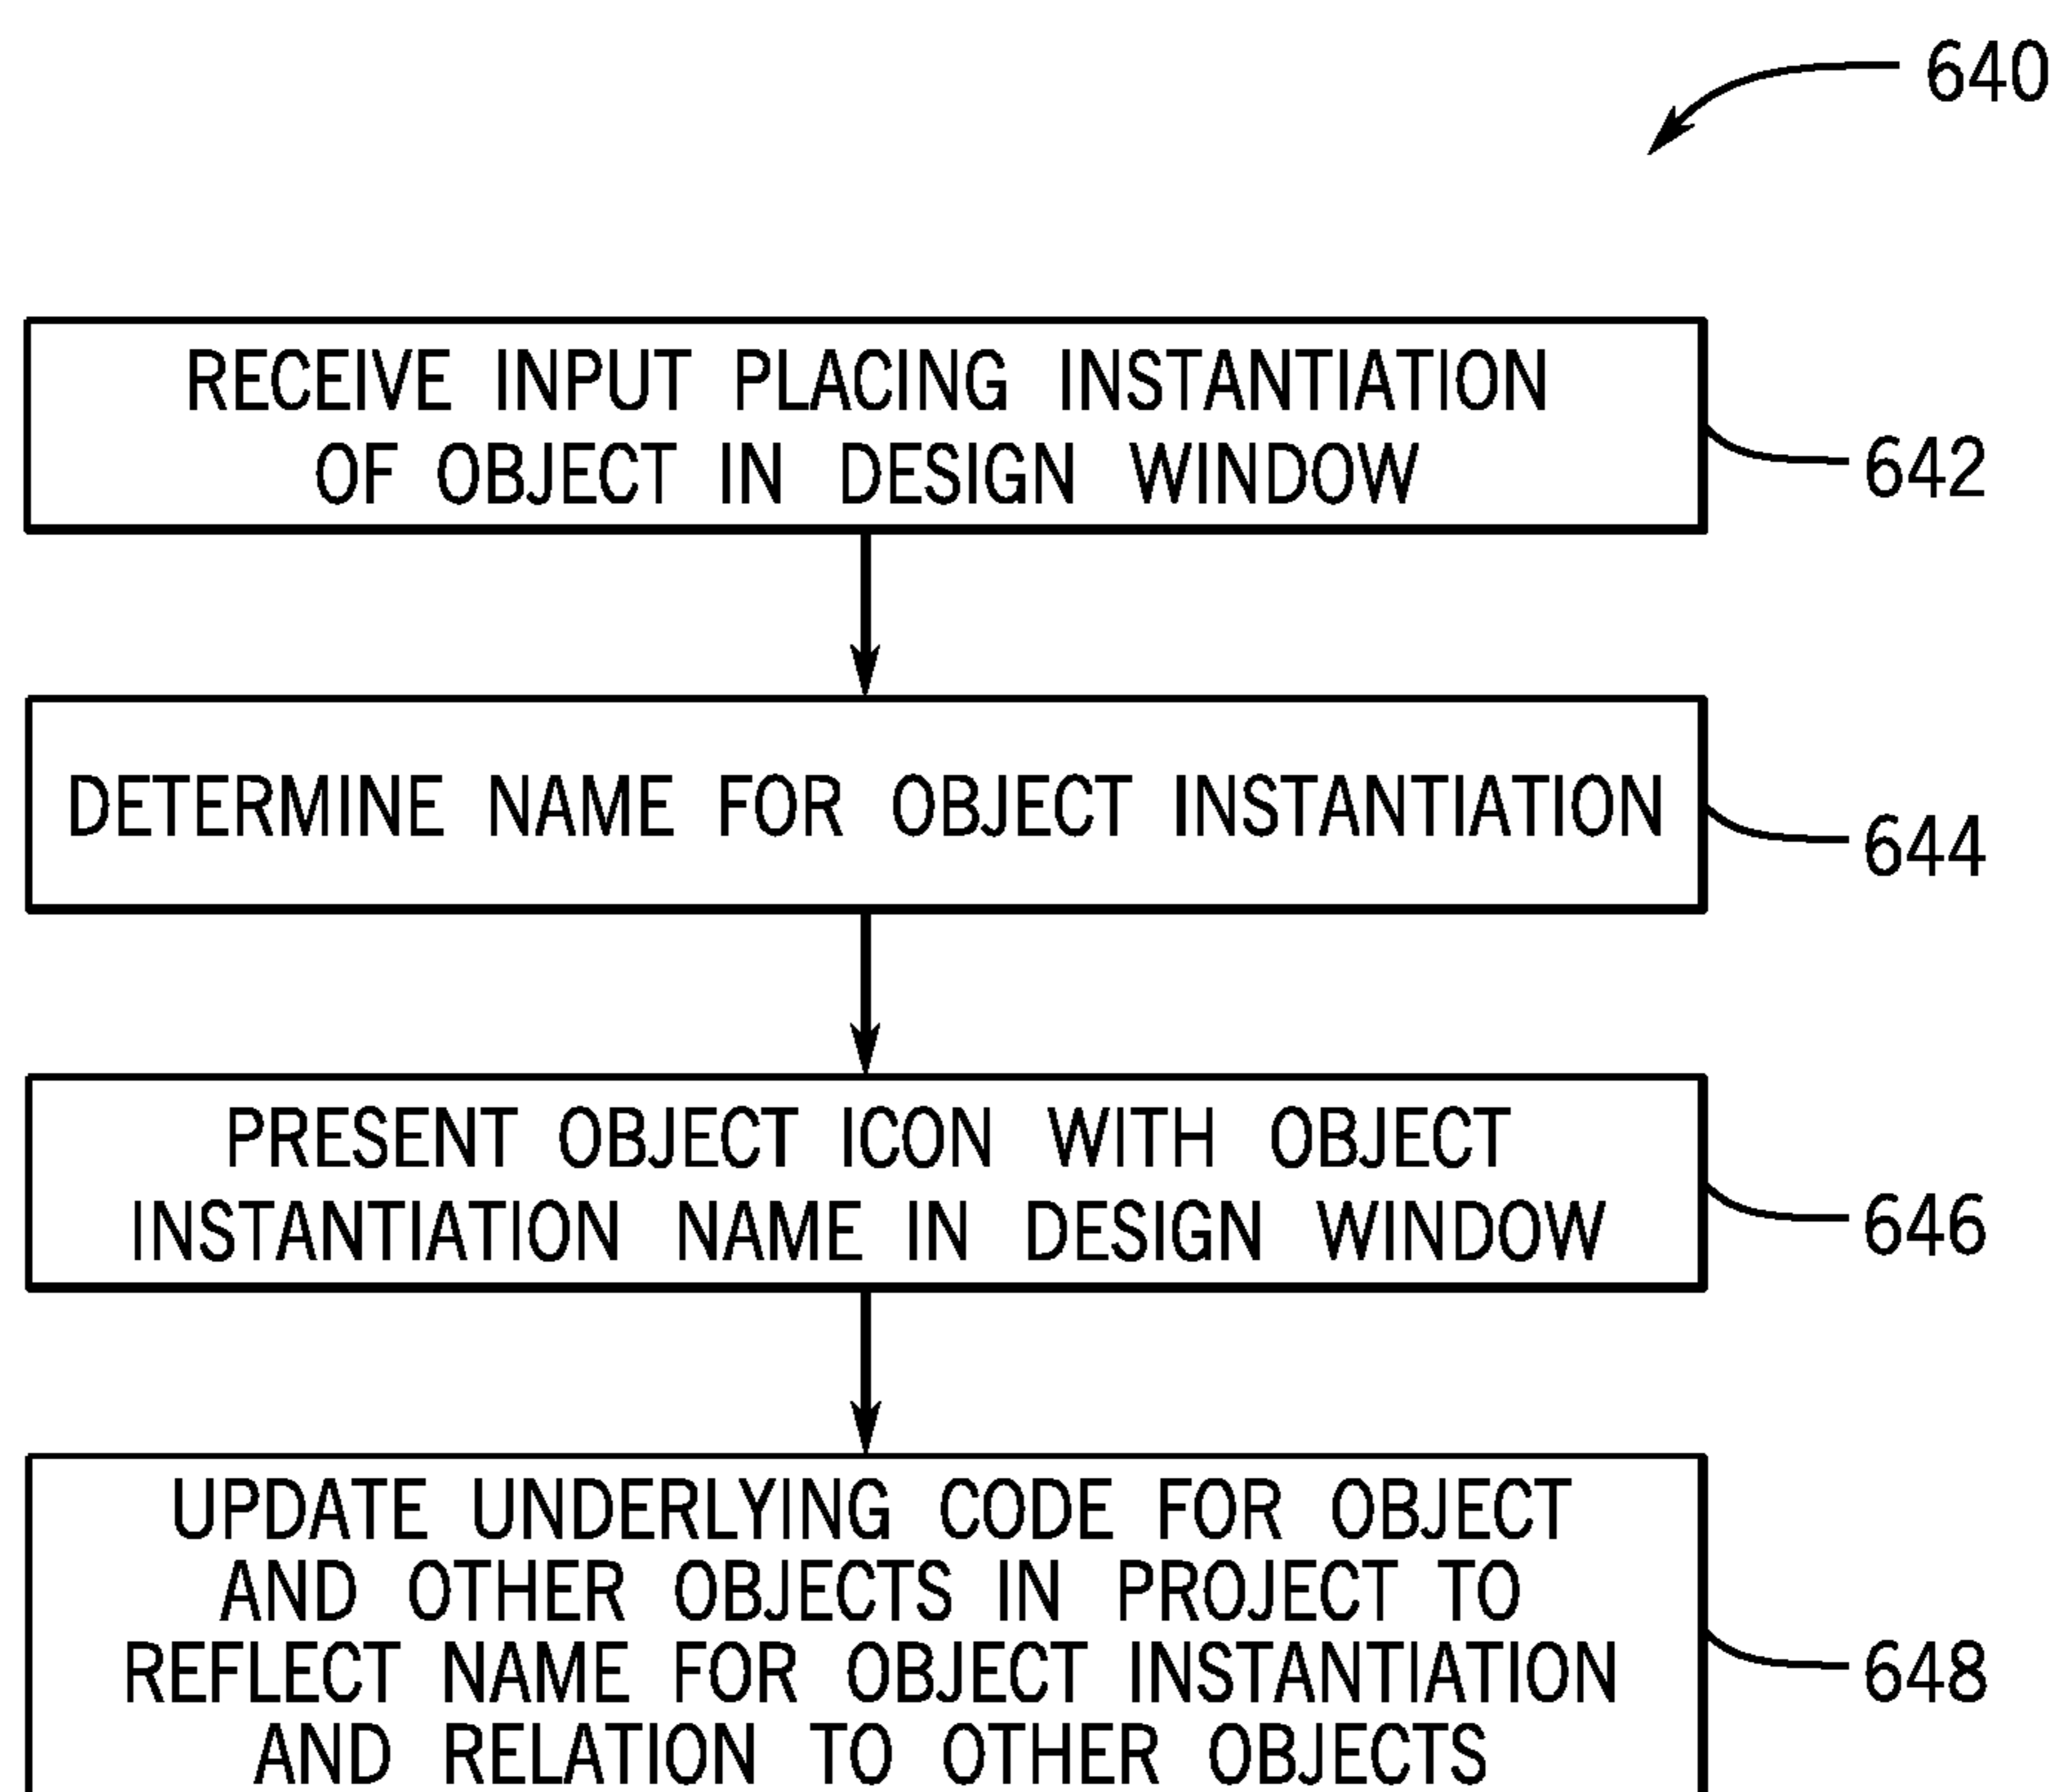 640
RECEIVE INPUT PLACING INSTANTIATION
OF OBJECT IN DESIGN WINDOW
642
DETERMINE NAME FOR OBJECT INSTANTIATION
644
PRESENT OBJECT ICON WITH OBJECT
INSTANTIATION NAME IN DESIGN WINDOW
646
UPDATE UNDERLYING CODE FOR OBJECT
AND OTHER OBJECTS IN PROJECT TO
REFLECT NAME FOR OBJECT INSTANTIATION
AND RELATION TO OTHER OBJECTS
648